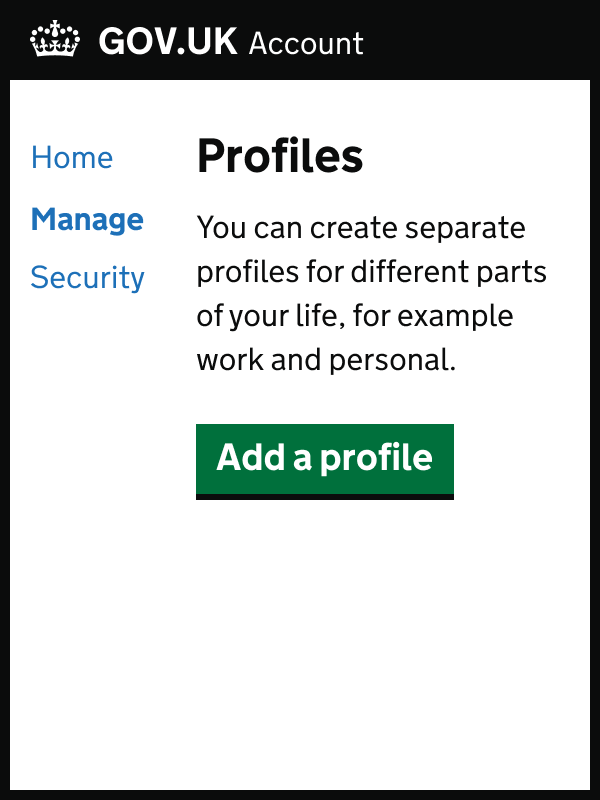 GOV.UK Account
Home
Manage
Security
Profiles
You can create separate
profiles for different parts
of your life, for example
work and personal.
Add a profile